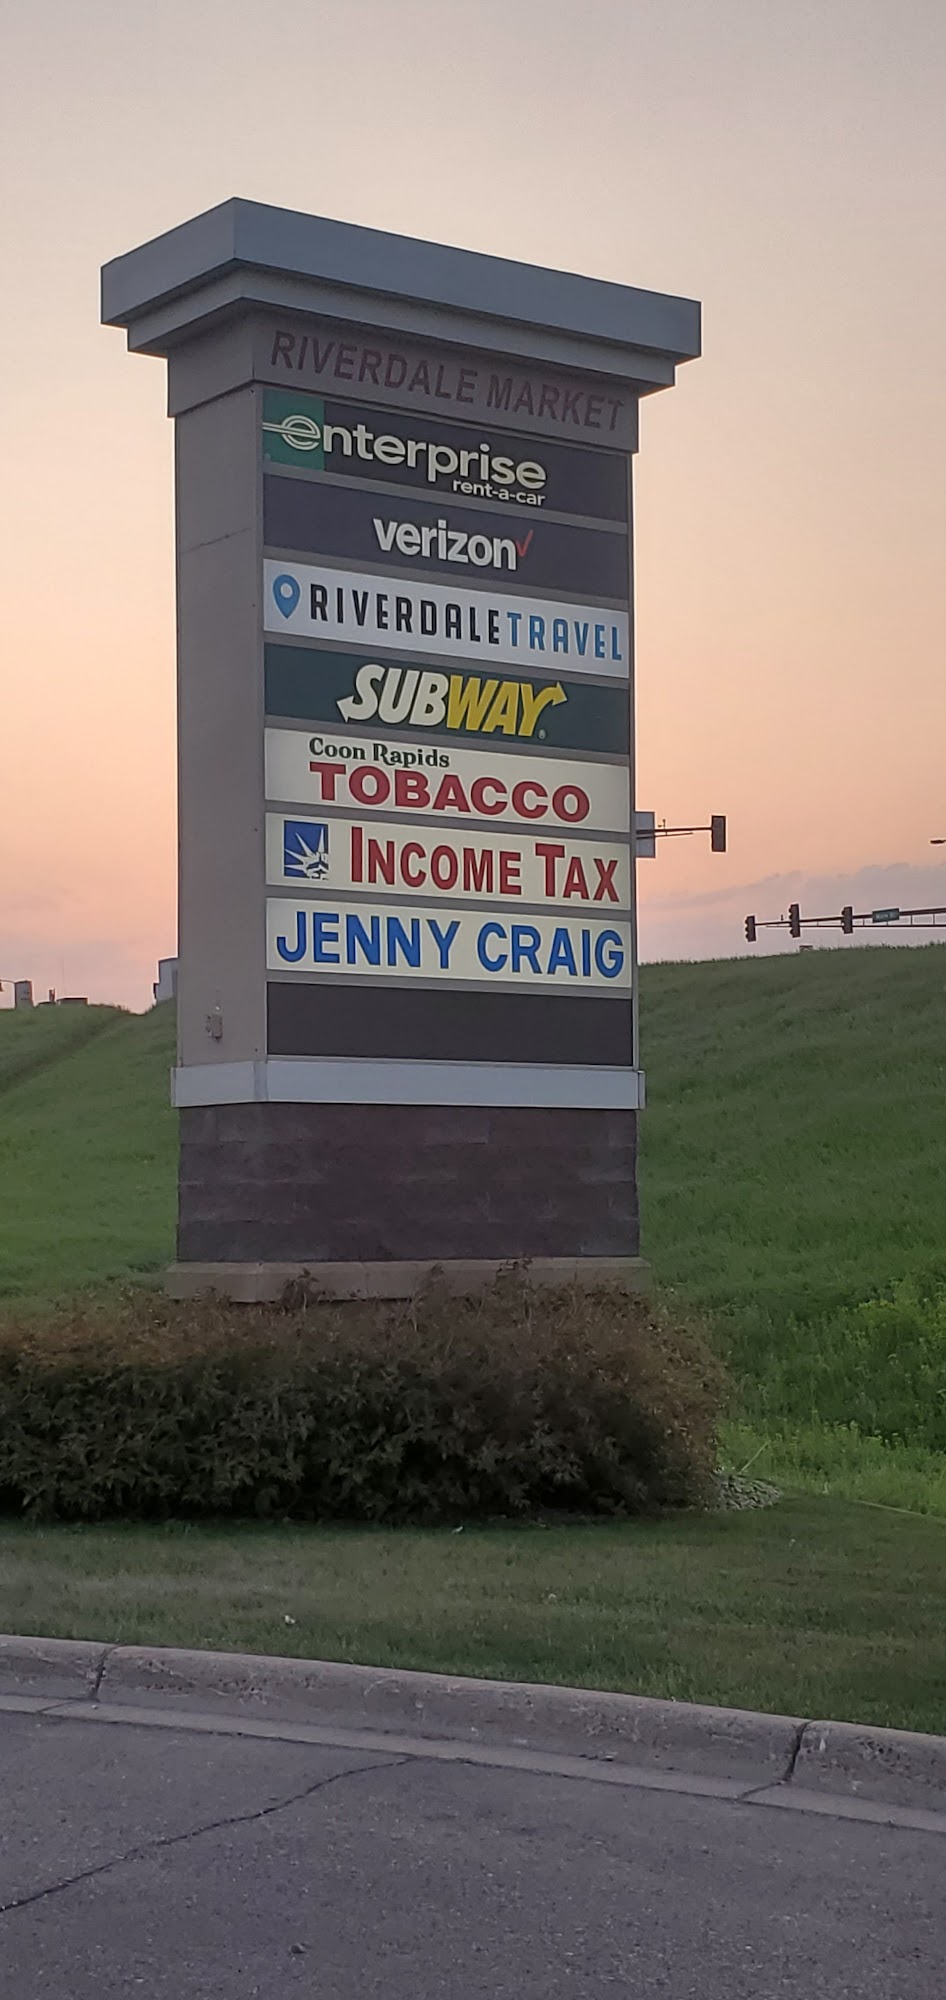 RIVERDALE MARKET
enterprise
rent-a-car
verizon
RIVERDALETRAVEL
SUBWAY
Coon Rapids
TOBACCO
INCOME TAX
JENNY CRAIG